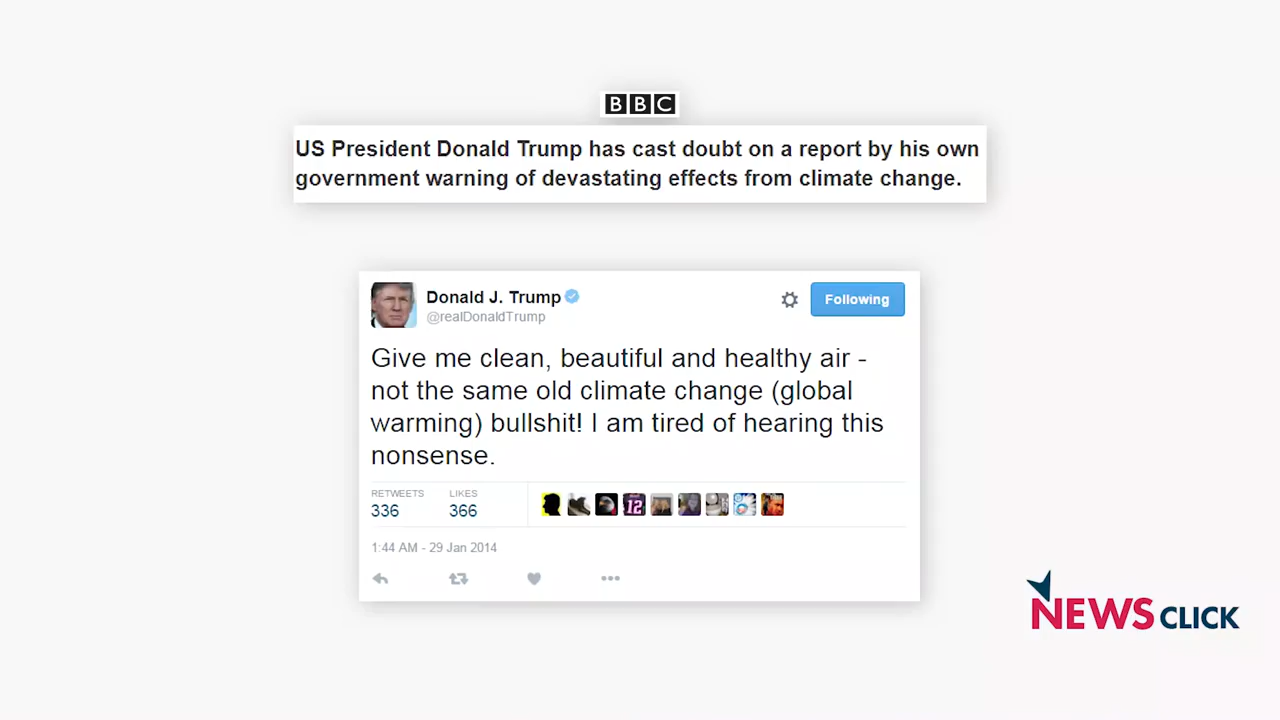 BBC
US President Donald Trump has cast doubt on a report by his own
government warning of devastating effects from climate change.
Donald J. Trump
@realDonaldTrump
Following
Give me clean, beautiful and healthy air -
not the same old climate change (global
warming) bullshit! I am tired of hearing this
nonsense.
RETWEETS LIKES
336 366
12
1:44 AM - 29 Jan 2014
NEWSCLICK